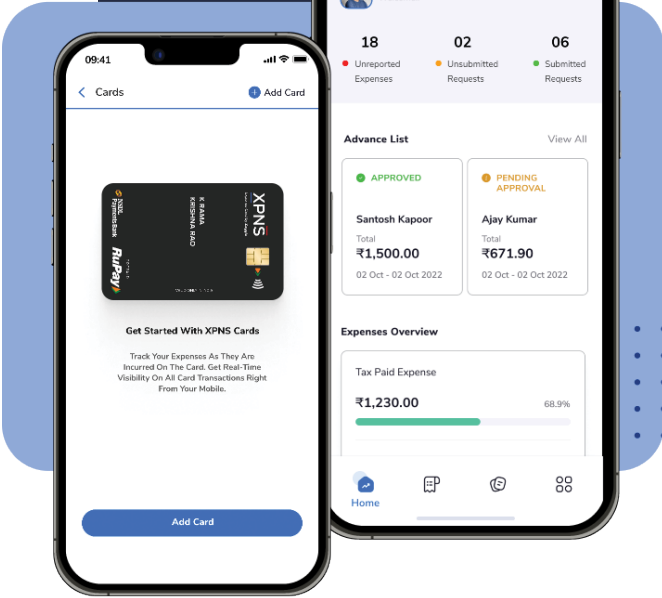 09:41
Cards
Add Card
XPNS
K RAMA
KRISHNA RAO
NSDL
Payments Bank
RuPay
Get Started With XPNS Cards
Track Your Expenses As They Are
Incurred On The Card. Get Real-Time
Visibility On All Card Transactions Right
From Your Mobile.
Add Card
18
Unreported
Expenses
02
Unsubmitted
Requests
06
Submitted
Requests
Advance List
View All
APPROVED
Santosh Kapoor
Total
₹1,500.00
02 Oct - 02 Oct 2022
PENDING
APPROVAL
Ajay Kumar
Total
₹671.90
02 Oct - 02 Oct 2022
Expenses Overview
Tax Paid Expense
₹1,230.00
68.9%
Home